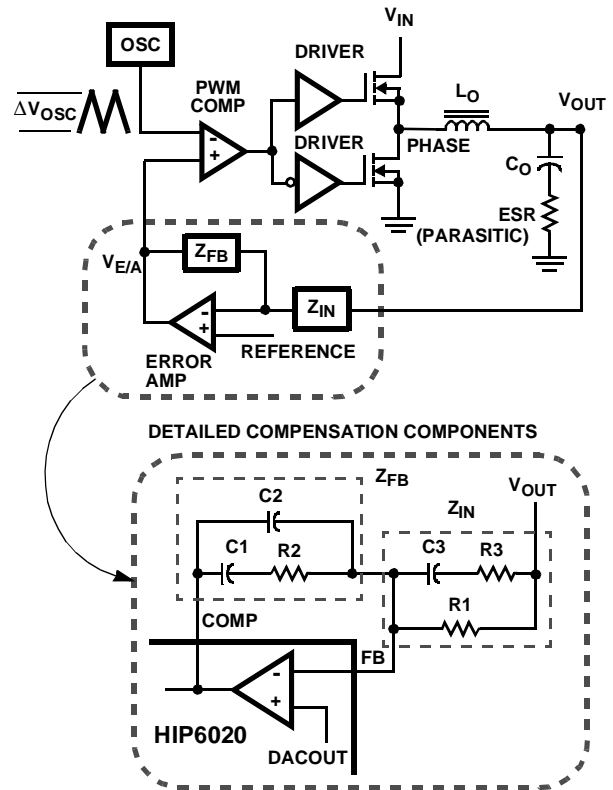 OSC
V_IN
DRIVER
PWM
COMP
ΔV_OSC
L_O
V_OUT
DRIVER
PHASE
C_O
ESR
(PARASITIC)
-
+
Z_FB
V_E/A
-
+
Z_IN
REFERENCE
ERROR
AMP
DETAILED COMPENSATION COMPONENTS
Z_FB
V_OUT
C2
Z_IN
C1
R2
C3
R3
R1
COMP
FB
-
+
HIP6020
DACOUT